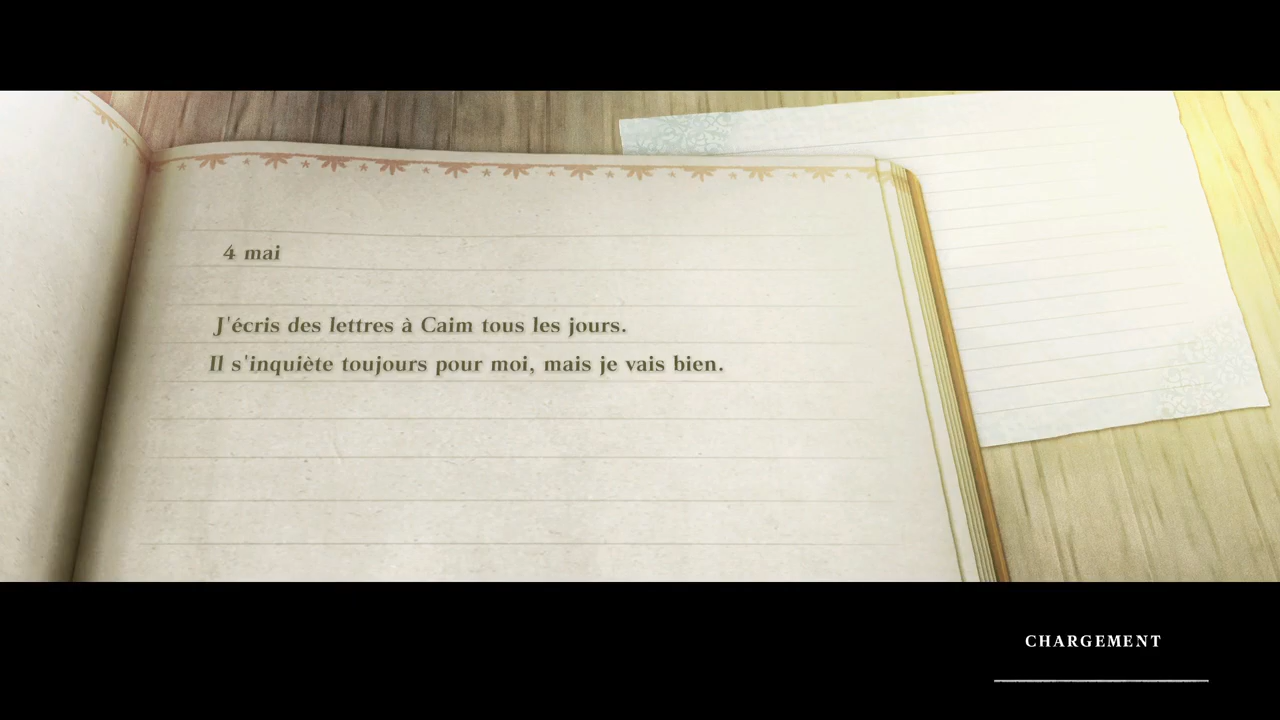 4 mai
J'écris des lettres à Caim tous les jours.
Il s'inquiète toujours pour moi, mais je vais bien.
CHARGEMENT